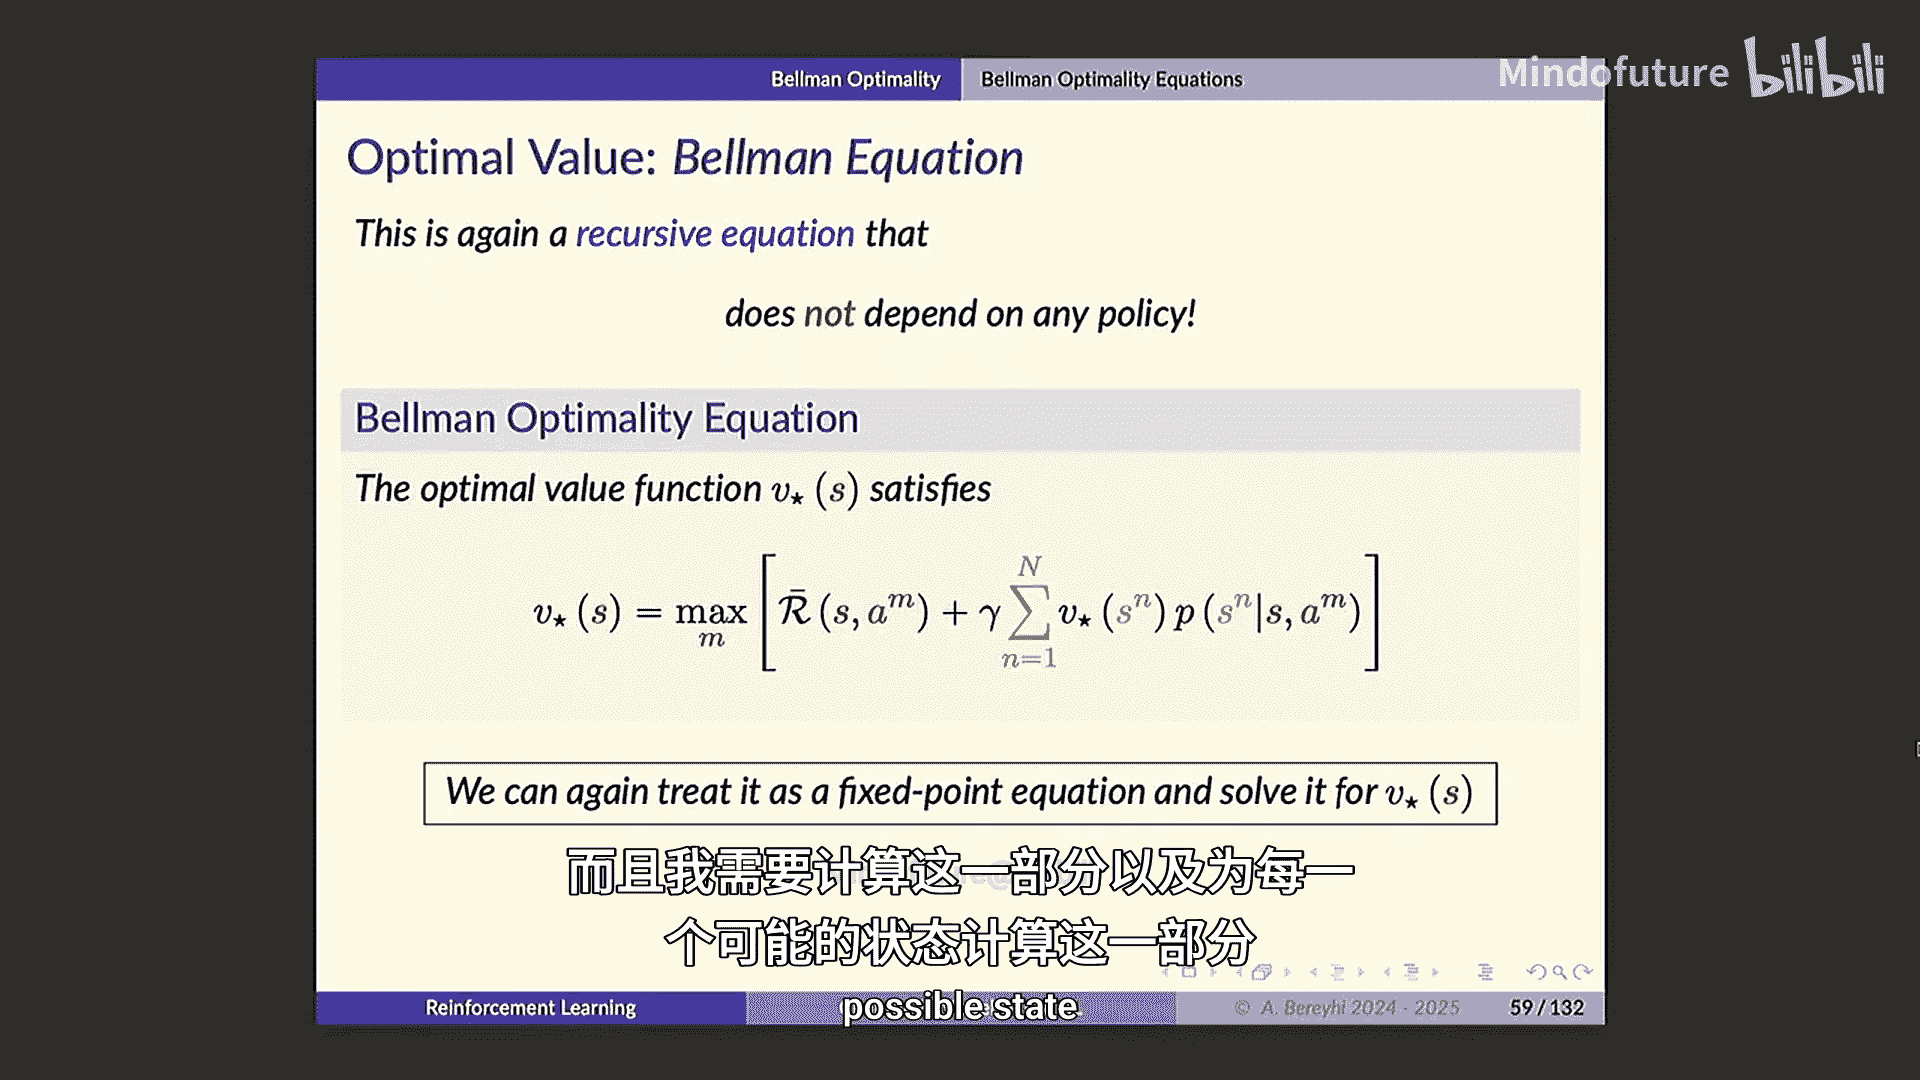 Bellman Optimality Bellman Optimality Equations
Mindofuture bilibili
Optimal Value: Bellman Equation
This is again a recursive equation that
does not depend on any policy!
Bellman Optimality Equation
The optimal value function v⋆ (s) satisfies
v⋆ (s) = max_m [ R̄ (s, a^m) + γ ∑_{n=1}^{N} v⋆ (s^n) p (s^n|s, a^m) ]
We can again treat it as a fixed-point equation and solve it for v⋆ (s)
而且我需要计算这一部分以及为每一
个可能的状态计算这一部分
possible state
Reinforcement Learning
© A. Bereyhi 2024 - 2025 59 / 132